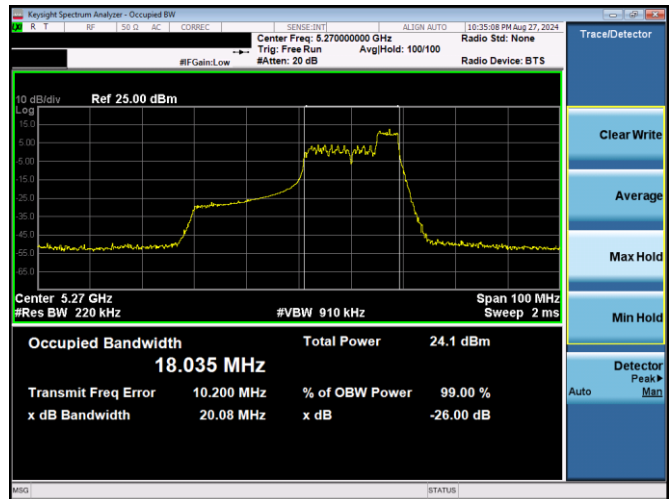 Keysight Spectrum Analyzer - Occupied BW
R T RF 50 Ω AC CORREC SENSE:INT ALIGN AUTO 10:35:08 PM Aug 27, 2024
Center Freq: 5.270000000 GHz Radio Std: None
Trig: Free Run Avg|Hold: 100/100
#IFGain:Low #Atten: 20 dB Radio Device: BTS
Trace/Detector
10 dB/div Ref 25.00 dBm
Log
15.0
5.00
-5.00
-15.0
-25.0
-35.0
-45.0
-55.0
-65.0
Center 5.27 GHz Span 100 MHz
#Res BW 220 kHz #VBW 910 kHz Sweep 2 ms
Occupied Bandwidth Total Power 24.1 dBm
18.035 MHz
Transmit Freq Error 10.200 MHz % of OBW Power 99.00 %
x dB Bandwidth 20.08 MHz x dB -26.00 dB
Clear Write
Average
Max Hold
Min Hold
Detector
Peak▶
Auto Man
MSG STATUS